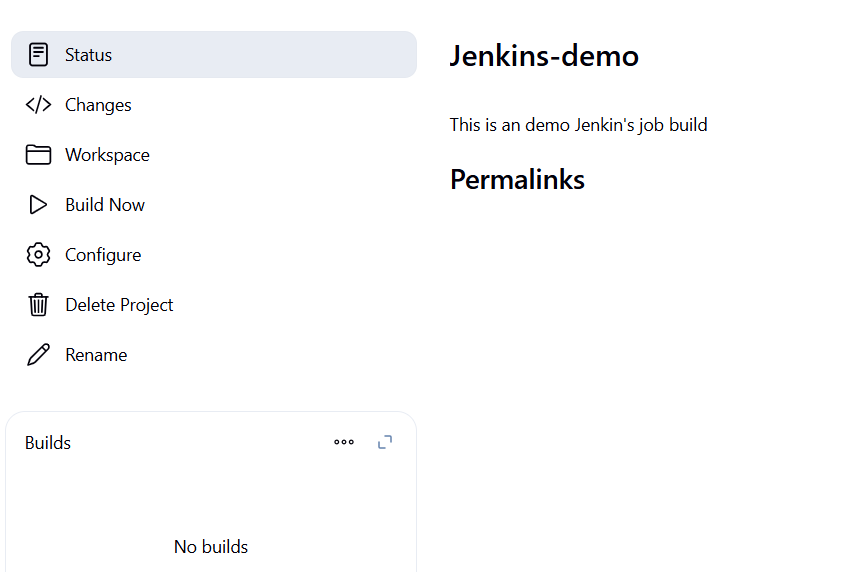 Status
Changes
Workspace
Build Now
Configure
Delete Project
Rename
Builds
No builds
Jenkins-demo
This is an demo Jenkin's job build
Permalinks